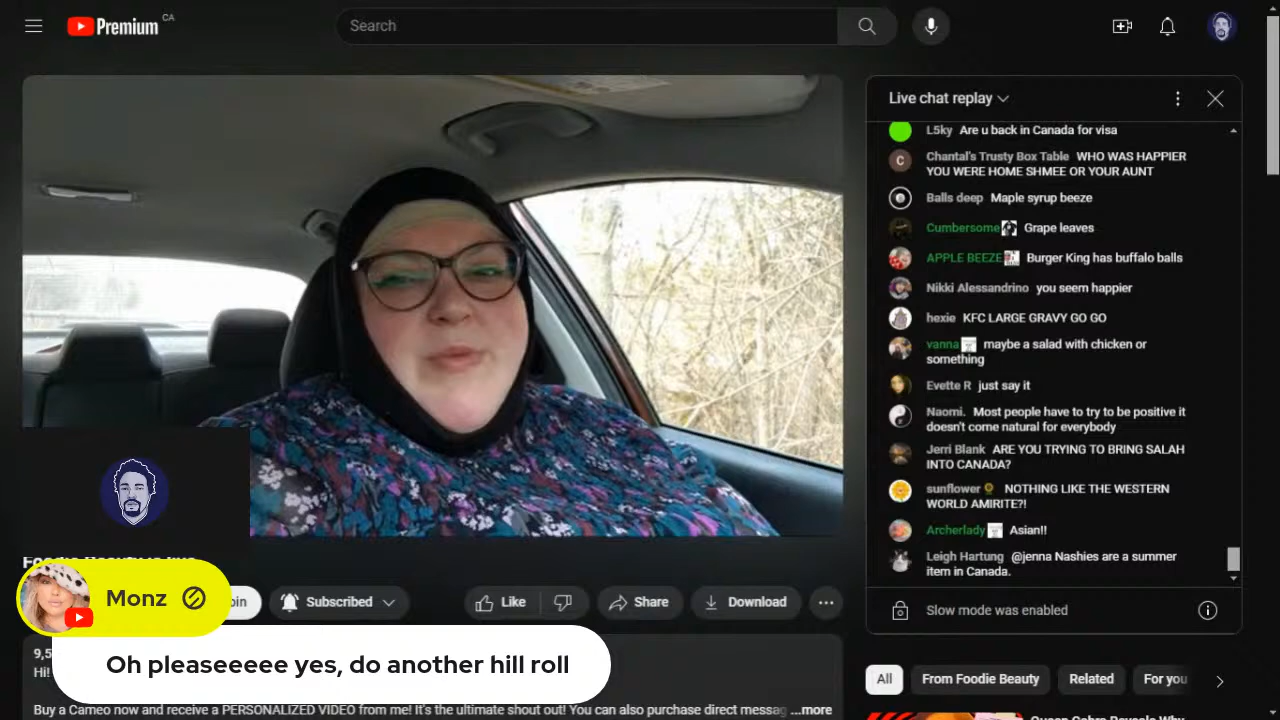 Premium CA
Search
Live chat replay
L5ky Are u back in Canada for visa
C
Chantal's Trusty Box Table WHO WAS HAPPIER
YOU WERE HOME SHMEE OR YOUR AUNT
Balls deep Maple syrup beeze
Cumbersome Grape leaves
APPLE BEEZE Burger King has buffalo balls
Nikki Alessandrino you seem happier
hexie KFC LARGE GRAVY GO GO
vanna maybe a salad with chicken or
something
Evette R just say it
Naomi. Most people have to try to be positive it
doesn't come natural for everybody
Jerri Blank ARE YOU TRYING TO BRING SALAH
INTO CANADA?
sunflower NOTHING LIKE THE WESTERN
WORLD AMIRITE?!
Archerlady Asian!!
Leigh Hartung @jenna Nashies are a summer
item in Canada.
Slow mode was enabled
Foodie Beauty is live
Monz
Subscribed
Like
Share
Download
Oh pleaseeeee yes, do another hill roll
9,5
Hi!
Buy a Cameo now and receive a PERSONALIZED VIDEO from me! It's the ultimate shout out! You can also purchase direct messag ...more
All
From Foodie Beauty
Related
For you